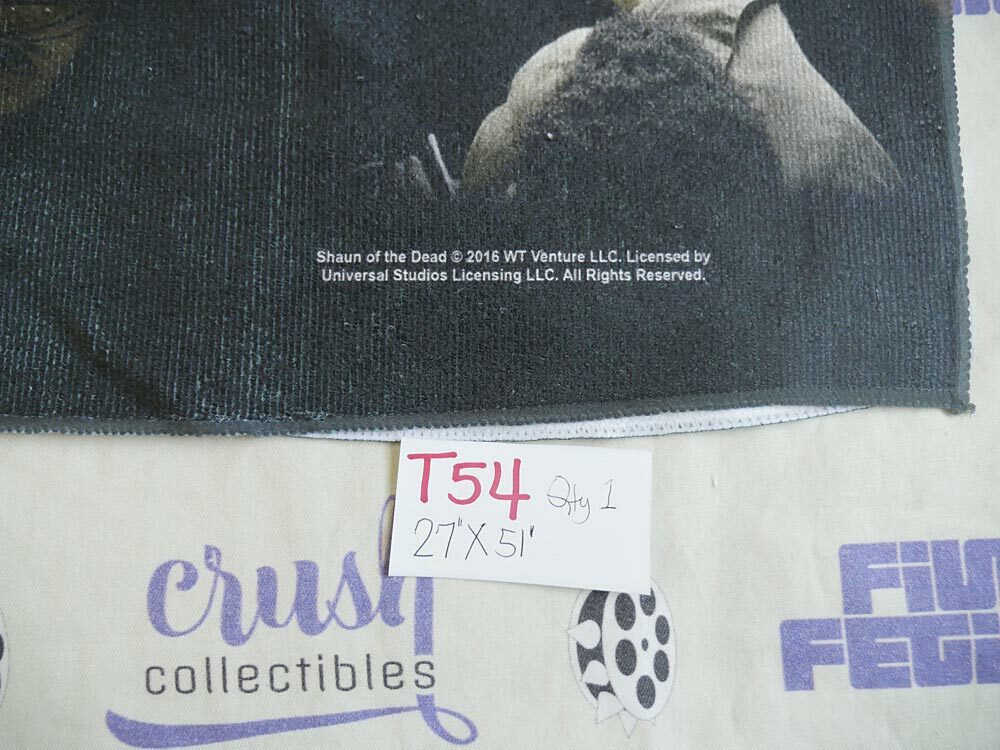 Shaun of the Dead © 2016 WT Venture LLC. Licensed by
Universal Studios Licensing LLC. All Rights Reserved.
T54 Qty 1
27" X 51"
crush
collectibles